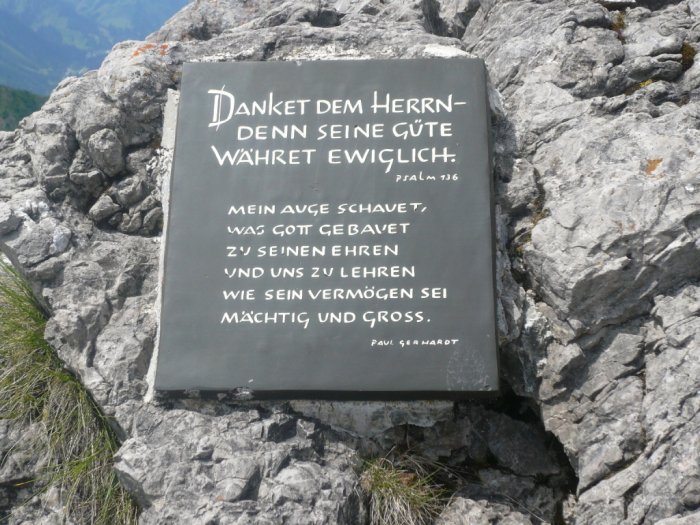 DANKET DEM HERRN-
DENN SEINE GÜTE
WÄHRET EWIGLICH.
PSALM 136
MEIN AUGE SCHAUET,
WAS GOTT GEBAUET
ZU SEINEN EHREN
UND UNS ZU LEHREN
WIE SEIN VERMÖGEN SEI
MÄCHTIG UND GROSS.
PAUL GERHARDT